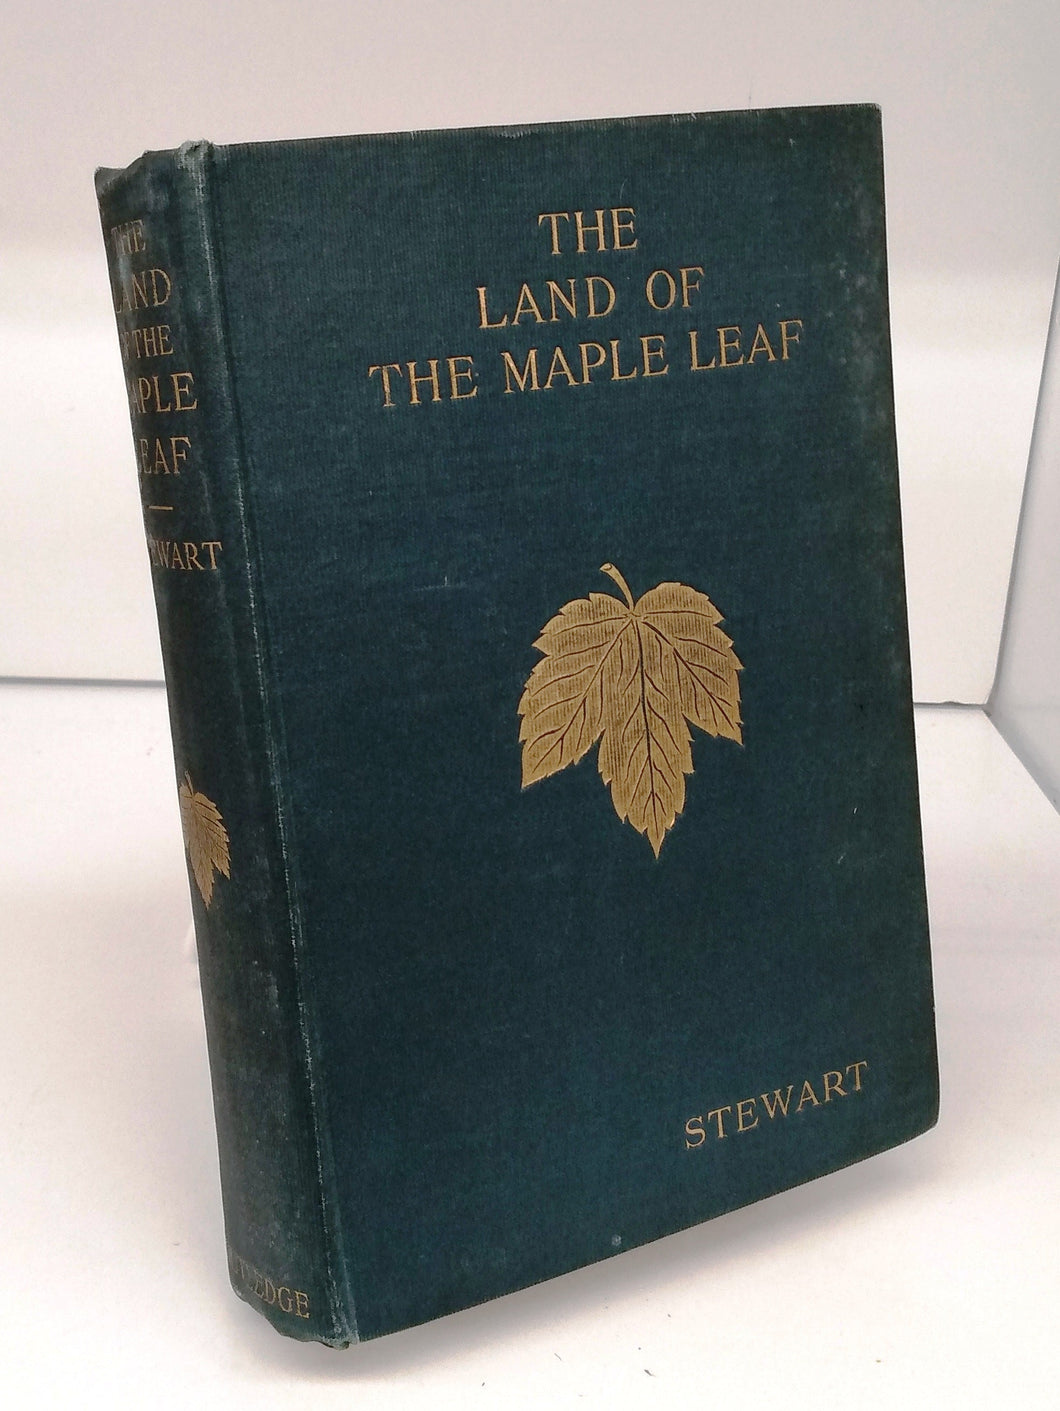 THE
LAND OF
THE MAPLE LEAF
STEWART
THE
LAND
OF THE
MAPLE
LEAF
STEWART